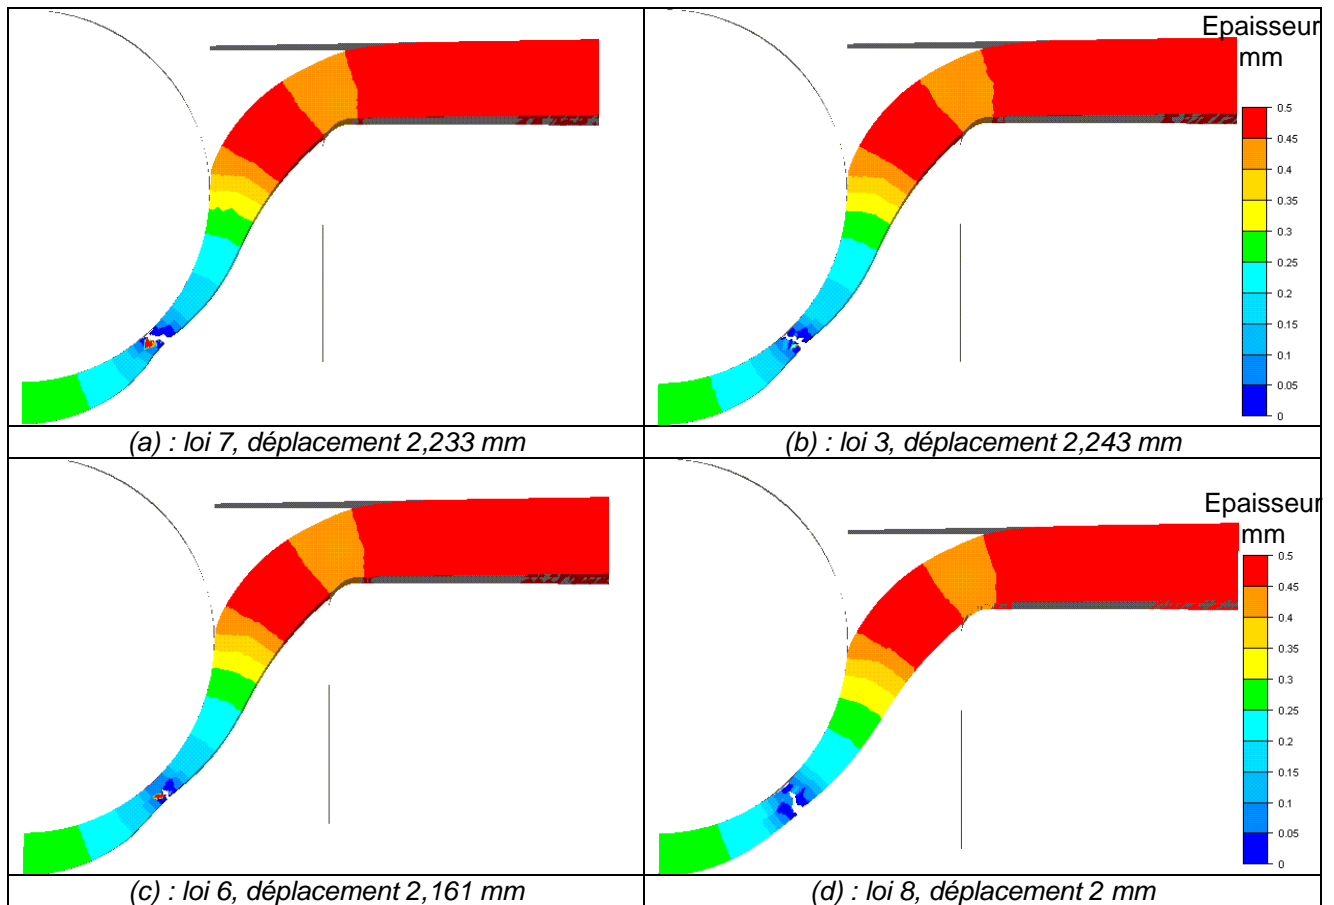 Epaisseur
mm
0.5
0.45
0.4
0.35
0.3
0.25
0.2
0.15
0.1
0.05
0
(a) : loi 7, déplacement 2,233 mm
(b) : loi 3, déplacement 2,243 mm
Epaisseur
mm
0.5
0.45
0.4
0.35
0.3
0.25
0.2
0.15
0.1
0.05
0
(c) : loi 6, déplacement 2,161 mm
(d) : loi 8, déplacement 2 mm